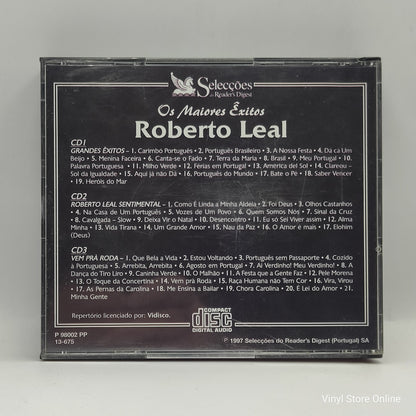 Selecções
do Reader's Digest
Os Maiores Êxitos
Roberto Leal
CD1
GRANDES ÊXITOS – 1. Carimbó Português 2. Português Brasileiro 3. A Nossa Festa 4. Dá ca Um
Beijo 5. Menina Faceira 6. Canta-se o Fado 7. Terra da Maria 8. Brasil 9. Meu Portugal 10.
Palavra Portuguesa 11. Milho Verde 12. Férias em Portugal 13. América do Sol 14. Clareou –
Sol da Igualdade 15. Aqui já não Dá 16. Português do Mundo 17. Bate o Pé 18. Saber Vencer
19. Heróis do Mar
CD2
ROBERTO LEAL SENTIMENTAL – 1. Como É Linda a Minha Aldeia 2. Foi Deus 3. Olhos Castanhos
4. Na Casa de Um Português 5. Vozes de Um Povo 6. Quem Somos Nós 7. Sinal da Cruz
8. Cavalgada – Slow 9. Deixa Vir o Natal 10. Desencontro 11. Eu so Sei Viver assim 12. Alma
Minha 13. Vida Tirana 14. Um Grande Amor 15. Nau da Paz 16. O Amor e mais 17. Elohim
(Deus)
CD3
VEM PRÁ RODA – 1. Que Bela a Vida 2. Estou Voltando 3. Português sem Passaporte 4. Cozido
à Portuguesa 5. Arrebita, Arrebita 6. Agosto em Portugal 7. Ai Verdinho! Meu Verdinho! 8. A
Dança do Tiro Liro 9. Caninha Verde 10. O Malhão 11. A Festa que a Gente Faz 12. Pele Morena
13. O Toque da Concertina 14. Vem prá Roda 15. Raça Humana não Tem Cor 16. Vira, Virou
17. As Pernas da Carolina 18. Me Ensina a Bailar 19. Chora Carolina 20. É Lei do Amor 21.
Minha Gente
P 98002 PP
13-675
Repertório licenciado por: Vidisco.
COMPACT
disc
DIGITAL AUDIO
℗ 1997 Selecções do Reader's Digest (Portugal) SA
Vinyl Store Online